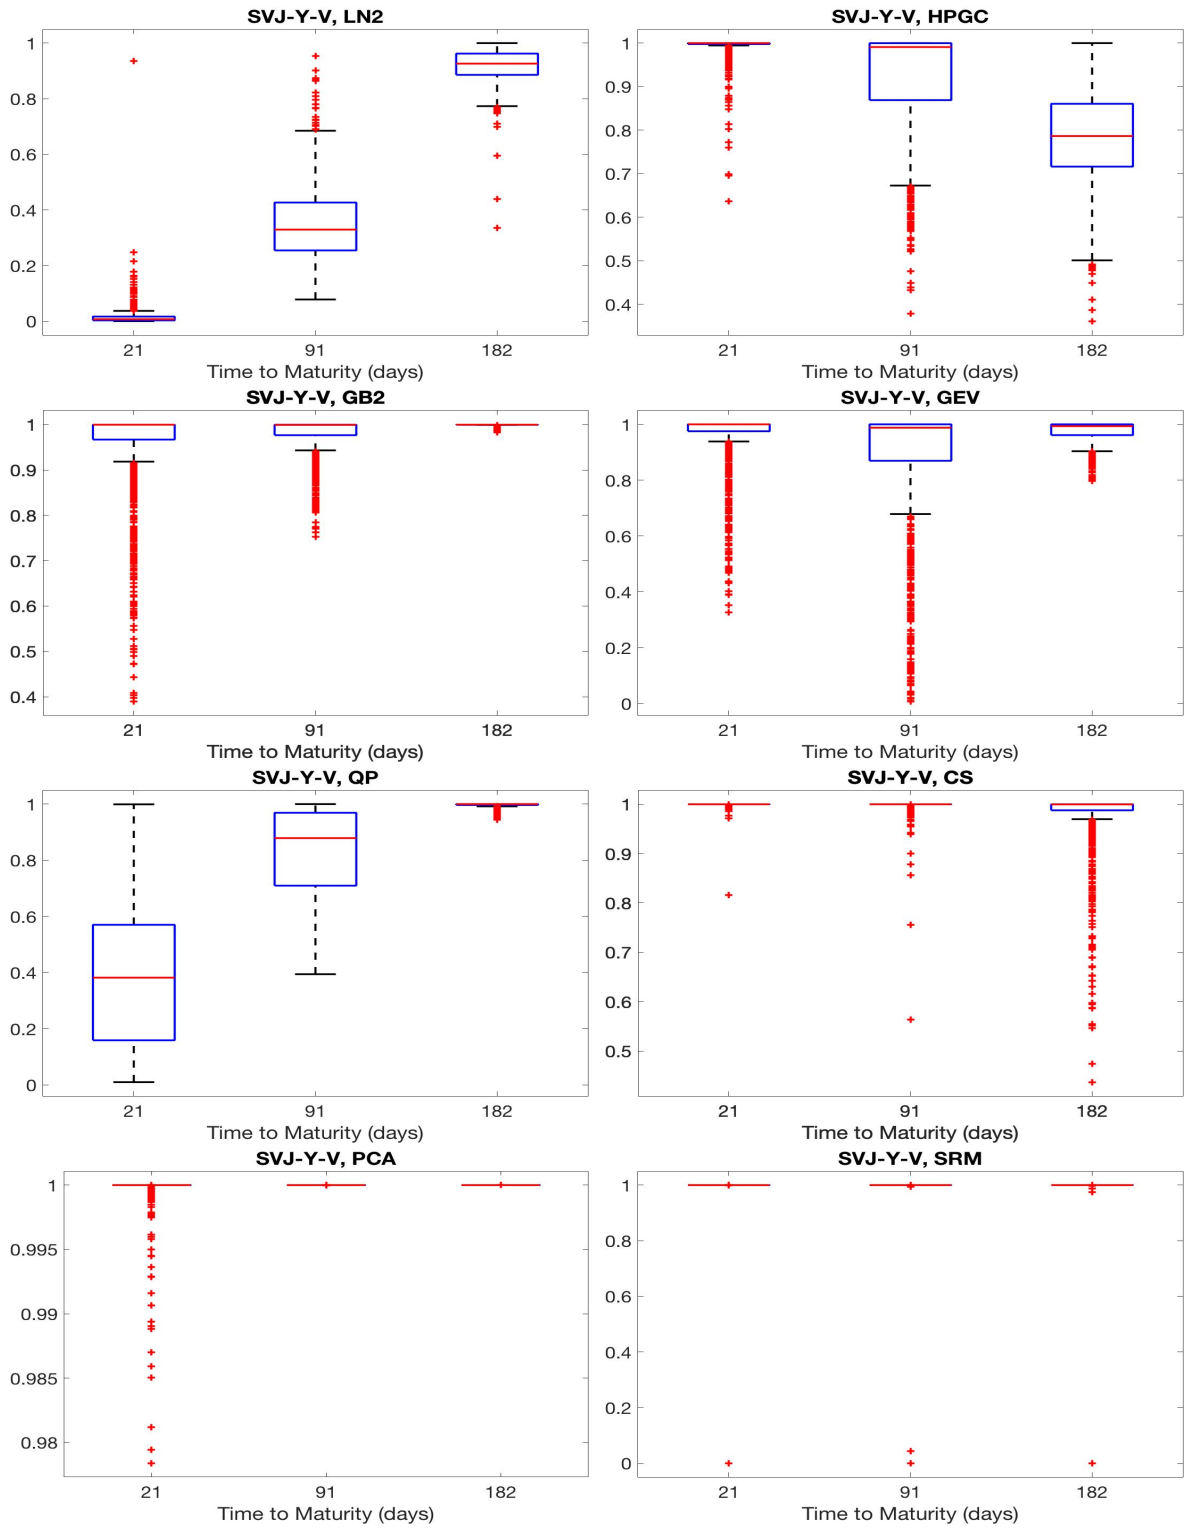 SVJ-Y-V, LN2
1
0.8
0.6
0.4
0.2
0
21 91 182
Time to Maturity (days)
SVJ-Y-V, HPGC
1
0.9
0.8
0.7
0.6
0.5
0.4
21 91 182
Time to Maturity (days)
SVJ-Y-V, GB2
1
0.9
0.8
0.7
0.6
0.5
0.4
21 91 182
Time to Maturity (days)
SVJ-Y-V, GEV
1
0.8
0.6
0.4
0.2
0
21 91 182
Time to Maturity (days)
SVJ-Y-V, QP
1
0.8
0.6
0.4
0.2
0
21 91 182
Time to Maturity (days)
SVJ-Y-V, CS
1
0.9
0.8
0.7
0.6
0.5
21 91 182
Time to Maturity (days)
SVJ-Y-V, PCA
1
0.995
0.99
0.985
0.98
21 91 182
Time to Maturity (days)
SVJ-Y-V, SRM
1
0.8
0.6
0.4
0.2
0
21 91 182
Time to Maturity (days)